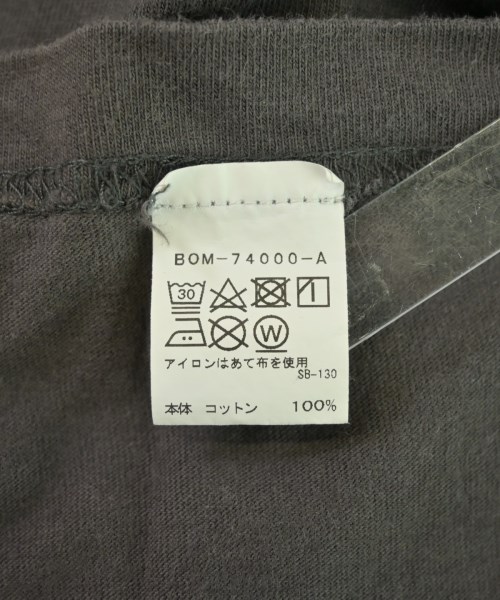 BOM-74000-A
30
W
アイロンはあて布を使用
SB-130
本体 コットン 100%